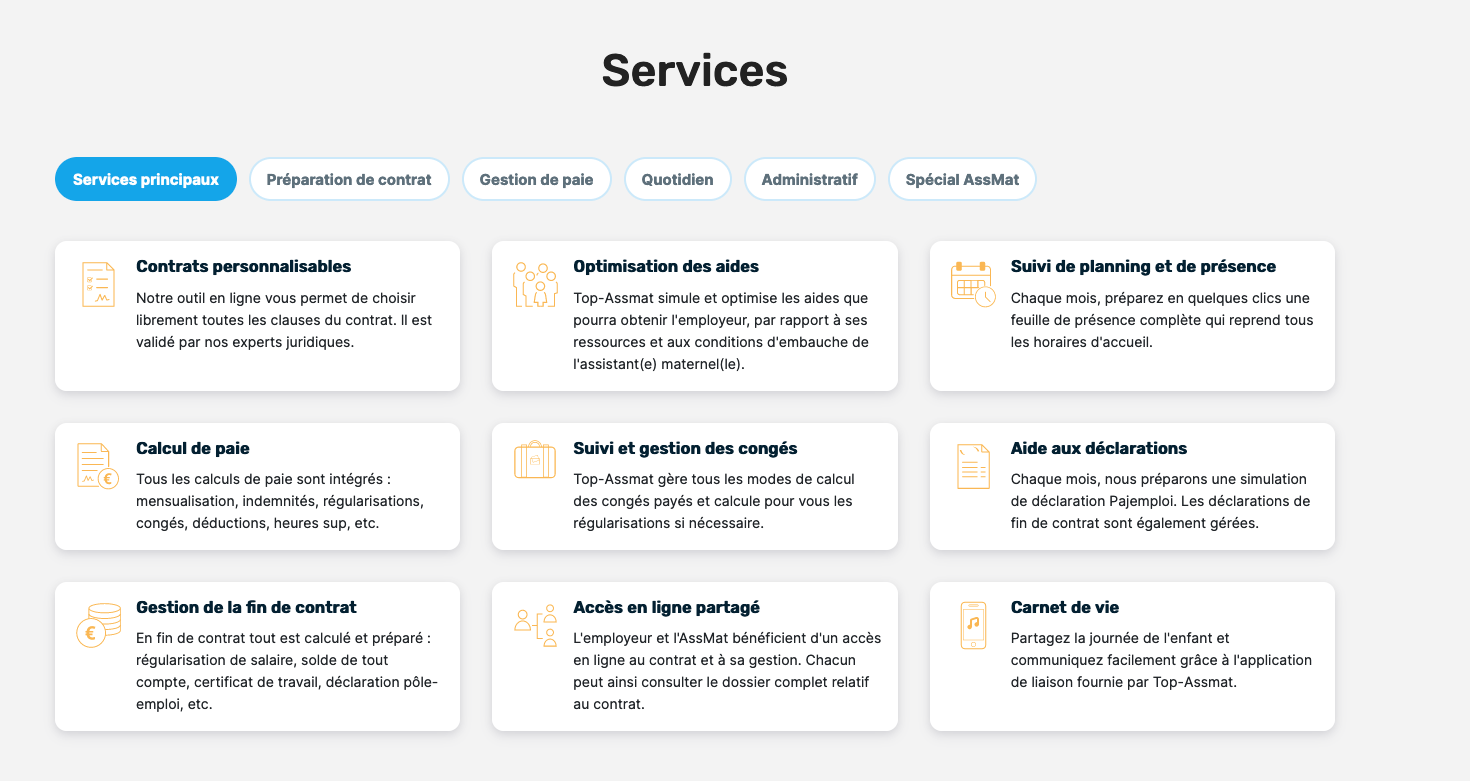 Services
Services principaux
Préparation de contrat
Gestion de paie
Quotidien
Administratif
Spécial AssMat
Contrats personnalisables
Notre outil en ligne vous permet de choisir
librement toutes les clauses du contrat. Il est
validé par nos experts juridiques.
Optimisation des aides
Top-Assmat simule et optimise les aides que
pourra obtenir l'employeur, par rapport à ses
ressources et aux conditions d'embauche de
l'assistant(e) maternel(le).
Suivi de planning et de présence
Chaque mois, préparez en quelques clics une
feuille de présence complète qui reprend tous
les horaires d'accueil.
Calcul de paie
Tous les calculs de paie sont intégrés :
mensualisation, indemnités, régularisations,
congés, déductions, heures sup, etc.
Suivi et gestion des congés
Top-Assmat gère tous les modes de calcul
des congés payés et calcule pour vous les
régularisations si nécessaire.
Aide aux déclarations
Chaque mois, nous préparons une simulation
de déclaration Pajemploi. Les déclarations de
fin de contrat sont également gérées.
Gestion de la fin de contrat
En fin de contrat tout est calculé et préparé :
régularisation de salaire, solde de tout
compte, certificat de travail, déclaration pôle-
emploi, etc.
Accès en ligne partagé
L'employeur et l'AssMat bénéficient d'un accès
en ligne au contrat et à sa gestion. Chacun
peut ainsi consulter le dossier complet relatif
au contrat.
Carnet de vie
Partagez la journée de l'enfant et
communiquez facilement grâce à l'application
de liaison fournie par Top-Assmat.